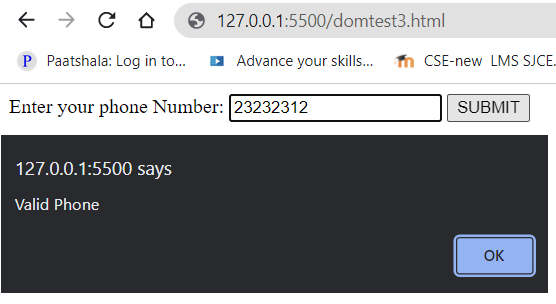 127.0.0.1:5500/domtest3.html
Paatshala: Log in to... Advance your skills... CSE-new LMS SJCE.
Enter your phone Number: 23232312 SUBMIT
127.0.0.1:5500 says
Valid Phone
OK